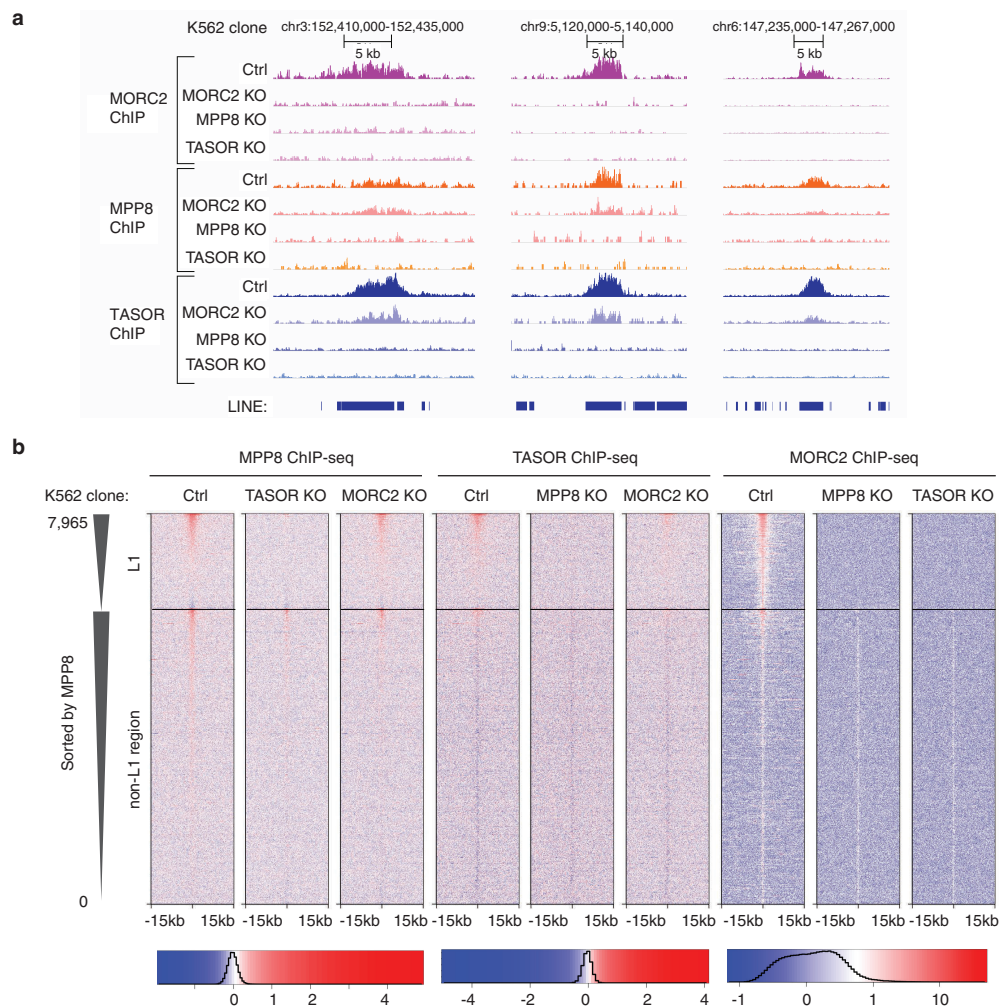 a
K562 clone chr3:152,410,000-152,435,000 chr9:5,120,000-5,140,000 chr6:147,235,000-147,267,000
5 kb 5 kb 5 kb
MORC2 ChIP
Ctrl
MORC2 KO
MPP8 KO
TASOR KO
MPP8 ChIP
Ctrl
MORC2 KO
MPP8 KO
TASOR KO
TASOR ChIP
Ctrl
MORC2 KO
MPP8 KO
TASOR KO
LINE:
b
MPP8 ChIP-seq TASOR ChIP-seq MORC2 ChIP-seq
K562 clone: Ctrl TASOR KO MORC2 KO Ctrl MPP8 KO MORC2 KO Ctrl MPP8 KO TASOR KO
7,965
L1
Sorted by MPP8
non-L1 region
0
-15kb 15kb -15kb 15kb -15kb 15kb -15kb 15kb -15kb 15kb -15kb 15kb -15kb 15kb -15kb 15kb -15kb 15kb
0 2 4 -4 -2 0 2 4 -1 0 1 10